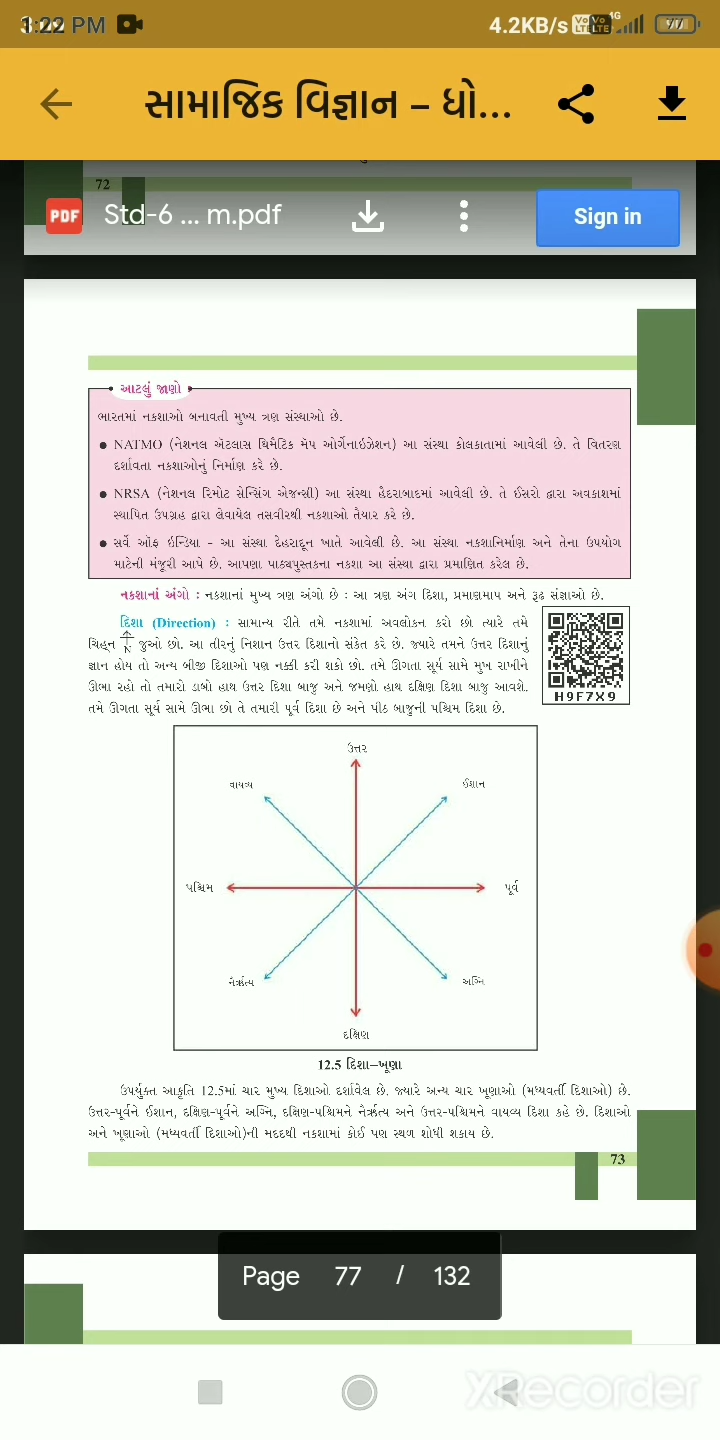 3:22 PM
4.2KB/s
4G
સામાજિક વિજ્ઞાન – ધો...
72
PDF Std-6 ... m.pdf
Sign in
આટલું જાણો
ભારતમાં નકશાઓ બનાવતી મુખ્ય ત્રણ સંસ્થાઓ છે.
● NATMO (નેશનલ ઍટલાસ થિમૅટિક મૅપ ઓર્ગેનાઇઝેશન) આ સંસ્થા કોલકાતામાં આવેલી છે. તે વિતરણ
દર્શાવતા નકશાઓનું નિર્માણ કરે છે.
● NRSA (નેશનલ રિમોટ સેન્સિંગ એજન્સી) આ સંસ્થા હૈદરાબાદમાં આવેલી છે. તે ઈસરો દ્વારા અવકાશમાં
સ્થાપિત ઉપગ્રહ દ્વારા લેવાયેલ તસવીરથી નકશાઓ તૈયાર કરે છે.
● સર્વે ઑફ ઇન્ડિયા - આ સંસ્થા દેહરાદૂન ખાતે આવેલી છે. આ સંસ્થા નકશાનિર્માણ અને તેના ઉપયોગ
માટેની મંજૂરી આપે છે. આપણા પાઠ્યપુસ્તકના નકશા આ સંસ્થા દ્વારા પ્રમાણિત કરેલ છે.
નકશાનાં અંગો : નકશાનાં મુખ્ય ત્રણ અંગો છે : આ ત્રણ અંગ દિશા, પ્રમાણમાપ અને રૂઢ સંજ્ઞાઓ છે.
દિશા (Direction) : સામાન્ય રીતે તમે નકશામાં અવલોકન કરો છો ત્યારે તમે
ચિહ્ન N જુઓ છો. આ તીરનું નિશાન ઉત્તર દિશાનો સંકેત કરે છે. જ્યારે તમને ઉત્તર દિશાનું
જ્ઞાન હોય તો અન્ય બીજી દિશાઓ પણ નક્કી કરી શકો છો. તમે ઊગતા સૂર્ય સામે મુખ રાખીને
ઊભા રહો તો તમારો ડાબો હાથ ઉત્તર દિશા બાજુ અને જમણો હાથ દક્ષિણ દિશા બાજુ આવશે.
તમે ઊગતા સૂર્ય સામે ઊભા છો તે તમારી પૂર્વ દિશા છે અને પીઠ બાજુની પશ્ચિમ દિશા છે.
H9F7X9
ઉત્તર
વાયવ્ય
ઈશાન
પશ્ચિમ
પૂર્વ
નૈર્ઋત્ય
અગ્નિ
દક્ષિણ
12.5 દિશા–ખૂણા
ઉપર્યુક્ત આકૃતિ 12.5માં ચાર મુખ્ય દિશાઓ દર્શાવેલ છે. જ્યારે અન્ય ચાર ખૂણાઓ (મધ્યવર્તી દિશાઓ) છે.
ઉત્તર-પૂર્વને ઈશાન, દક્ષિણ-પૂર્વને અગ્નિ, દક્ષિણ-પશ્ચિમને નૈર્ઋત્ય અને ઉત્તર-પશ્ચિમને વાયવ્ય દિશા કહે છે. દિશાઓ
અને ખૂણાઓ (મધ્યવર્તી દિશાઓ)ની મદદથી નકશામાં કોઈ પણ સ્થળ શોધી શકાય છે.
73
Page 77 / 132
XRecorder